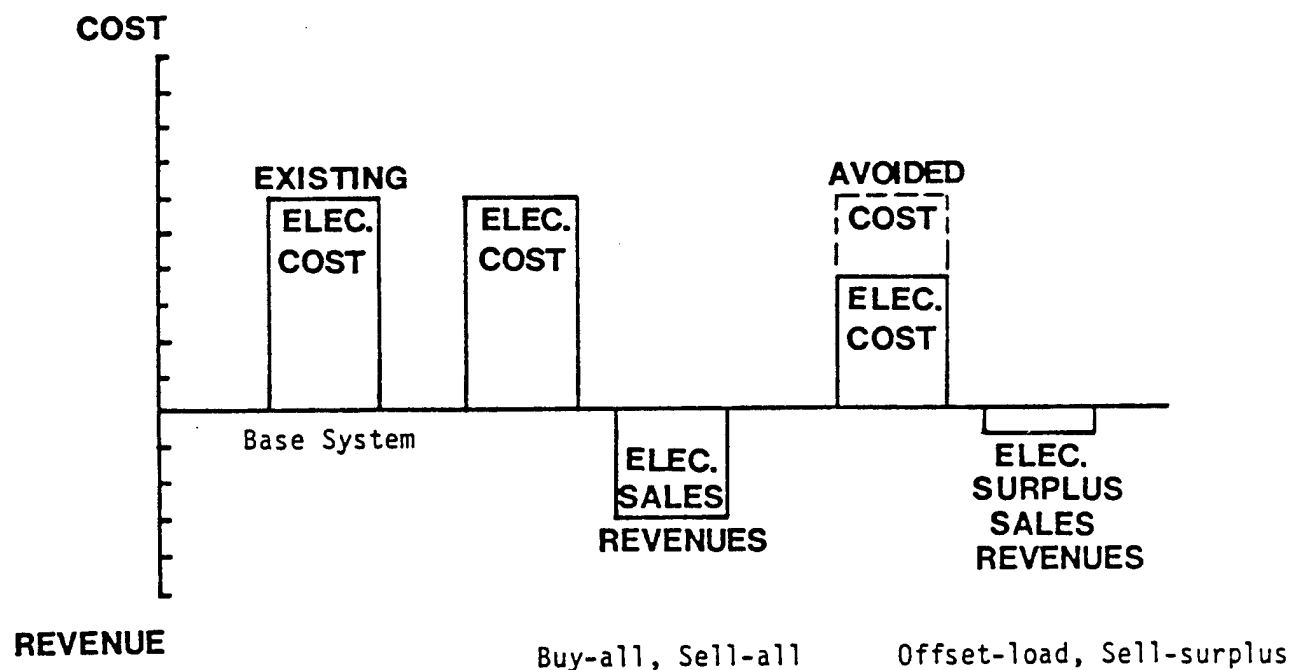 COST
EXISTING
ELEC.
COST
ELEC.
COST
AVOIDED
COST
ELEC.
COST
Base System
ELEC.
SALES
REVENUES
ELEC.
SURPLUS
SALES
REVENUES
REVENUE
Buy-all, Sell-all
Offset-load, Sell-surplus